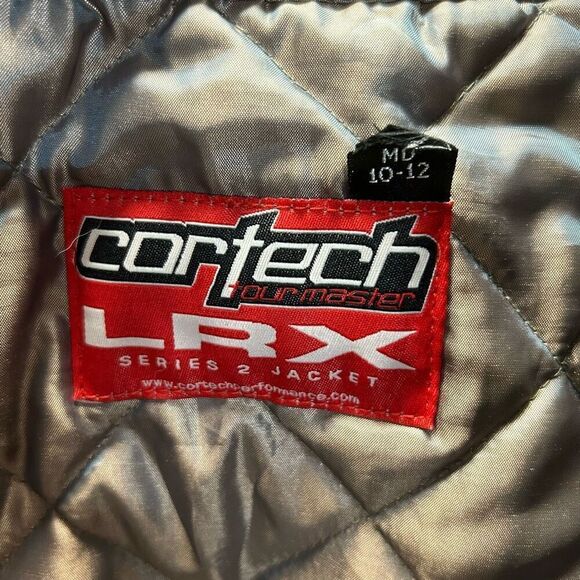 MD
10-12
cortech
tourmaster
LRX
SERIES 2 JACKET
www.cortechperformance.com